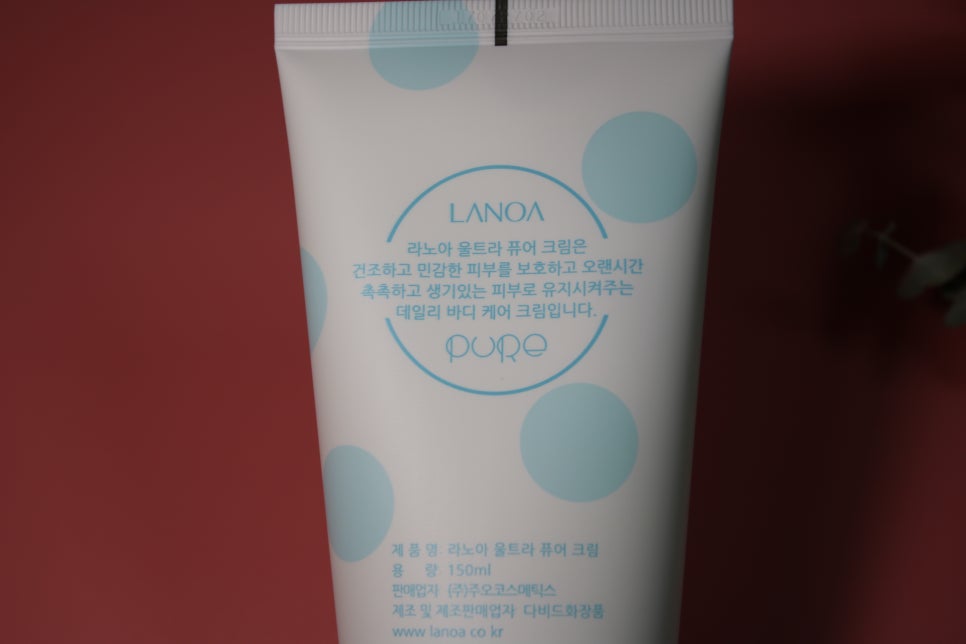 LANOA
라노아 울트라 퓨어 크림은
건조하고 민감한 피부를 보호하고 오랜시간
촉촉하고 생기있는 피부로 유지시켜주는
데일리 바디 케어 크림입니다.
PURe
제 품 명: 라노아 울트라 퓨어 크림
용 량: 150ml
판매업자 (주)주오코스메틱스
제조 및 제조판매업자 다비드화장품
www.lanoa.co.kr